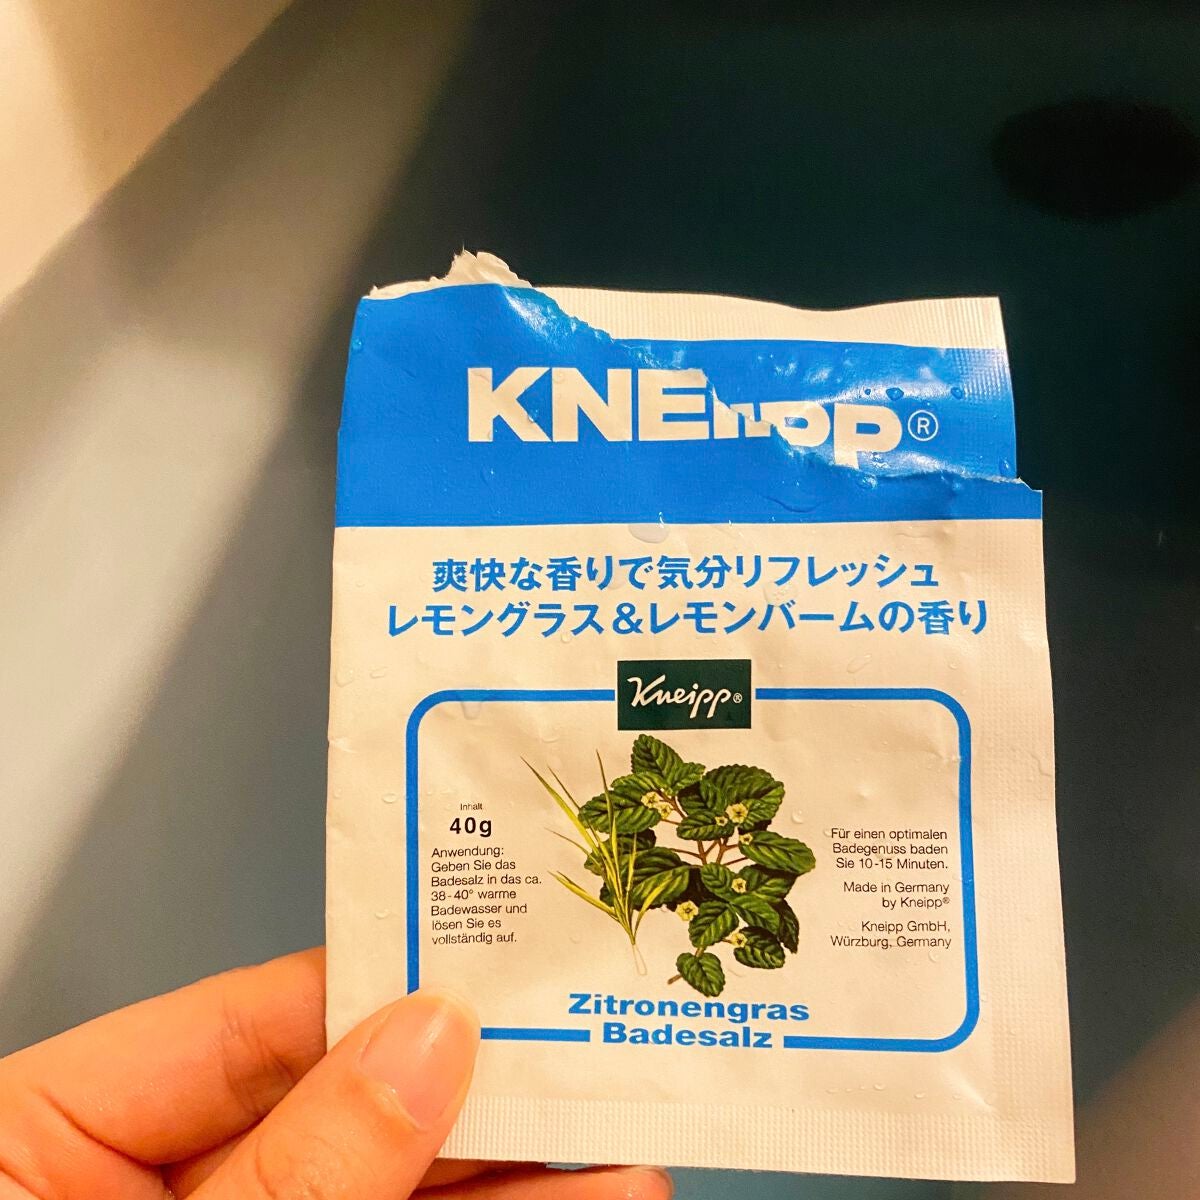 KNEIPP®
爽快な香りで気分リフレッシュ
レモングラス&レモンバームの香り
Kneipp®
Inhalt
40g
Anwendung:
Geben Sie das
Badesalz in das ca.
38-40° warme
Badewasser und
lösen Sie es
vollständig auf.
Für einen optimalen
Badegenuss baden
Sie 10-15 Minuten.
Made in Germany
by Kneipp®
Kneipp GmbH,
Würzburg, Germany
Zitronengras
Badesalz